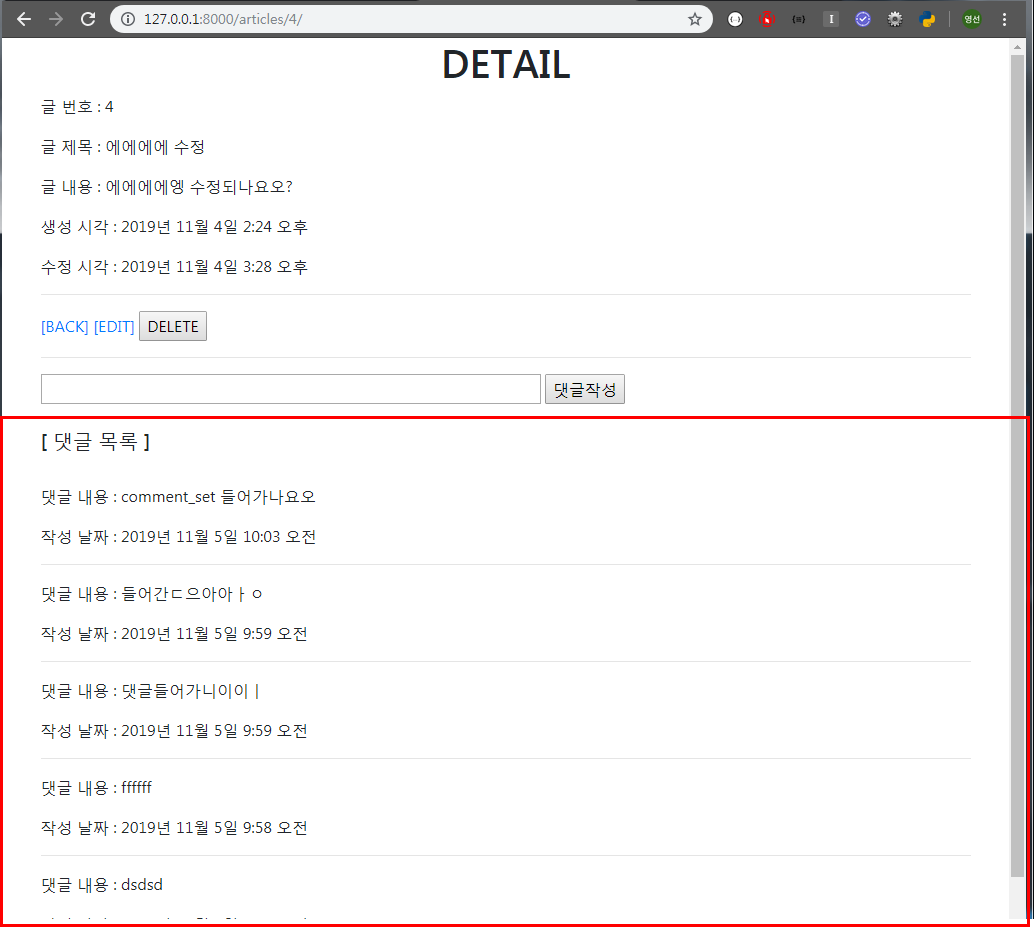 127.0.0.1:8000/articles/4/
영선
DETAIL
글 번호 : 4
글 제목 : 에에에에 수정
글 내용 : 에에에에엥 수정되나요오?
생성 시각 : 2019년 11월 4일 2:24 오후
수정 시각 : 2019년 11월 4일 3:28 오후
[BACK] [EDIT] DELETE
댓글작성
[ 댓글 목록 ]
댓글 내용 : comment_set 들어가나요오
작성 날짜 : 2019년 11월 5일 10:03 오전
댓글 내용 : 들어간ㄷ으아아ㅏㅇ
작성 날짜 : 2019년 11월 5일 9:59 오전
댓글 내용 : 댓글들어가니이이ㅣ
작성 날짜 : 2019년 11월 5일 9:59 오전
댓글 내용 : ffffff
작성 날짜 : 2019년 11월 5일 9:58 오전
댓글 내용 : dsdsd